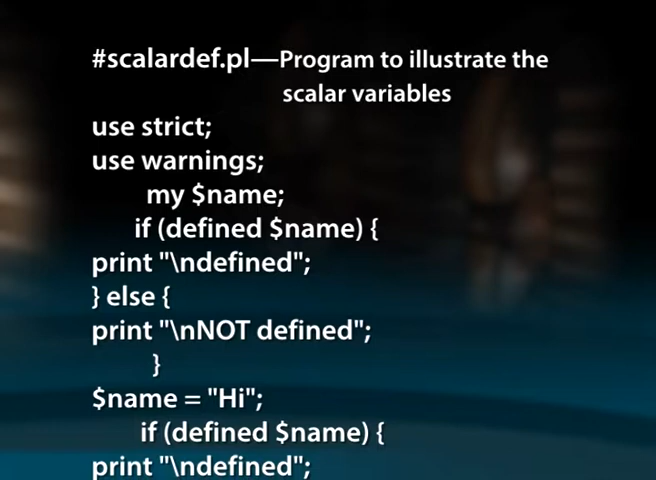 #scalardef.pl—Program to illustrate the
scalar variables
use strict;
use warnings;
my $name;
if (defined $name) {
print "\ndefined";
} else {
print "\nNOT defined";
}
$name = "Hi";
if (defined $name) {
print "\ndefined";